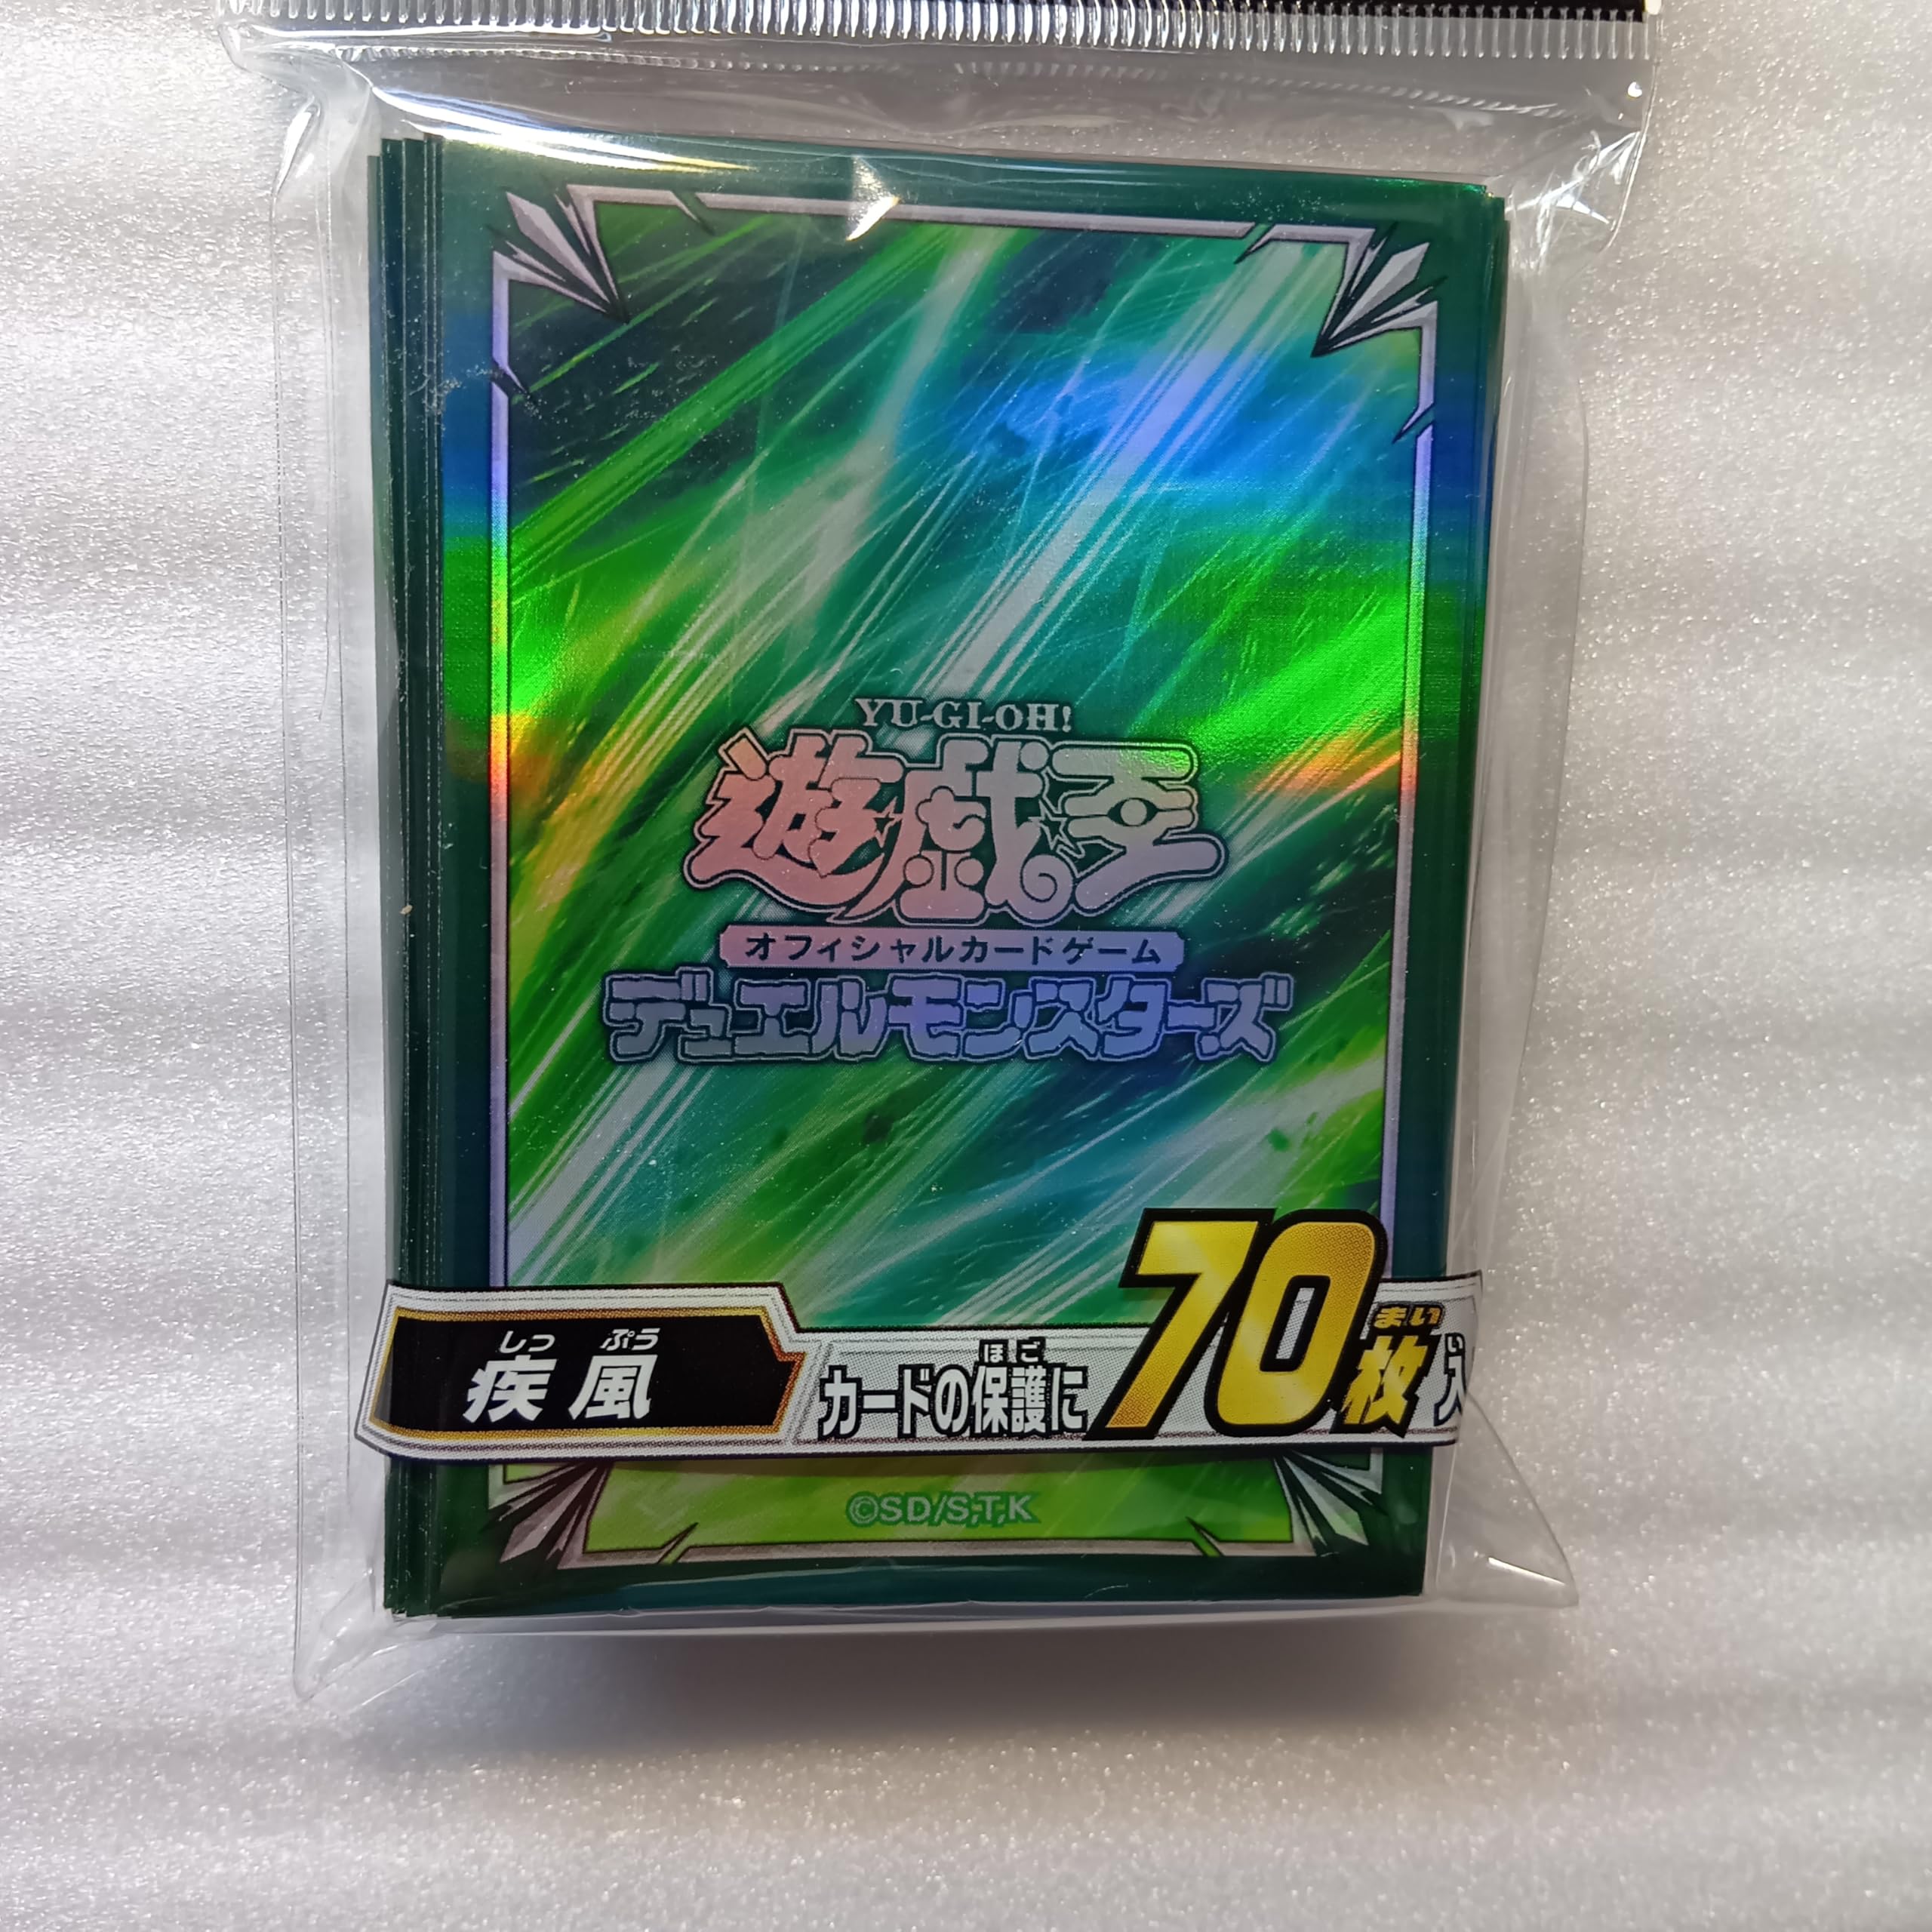 YU-GI-OH!
遊戯王
オフィシャルカードゲーム
デュエルモンスターズ
しっ ぷう
疾風
ほご
カードの保護に
70
まい
枚
い
入
©SD/S,T,K